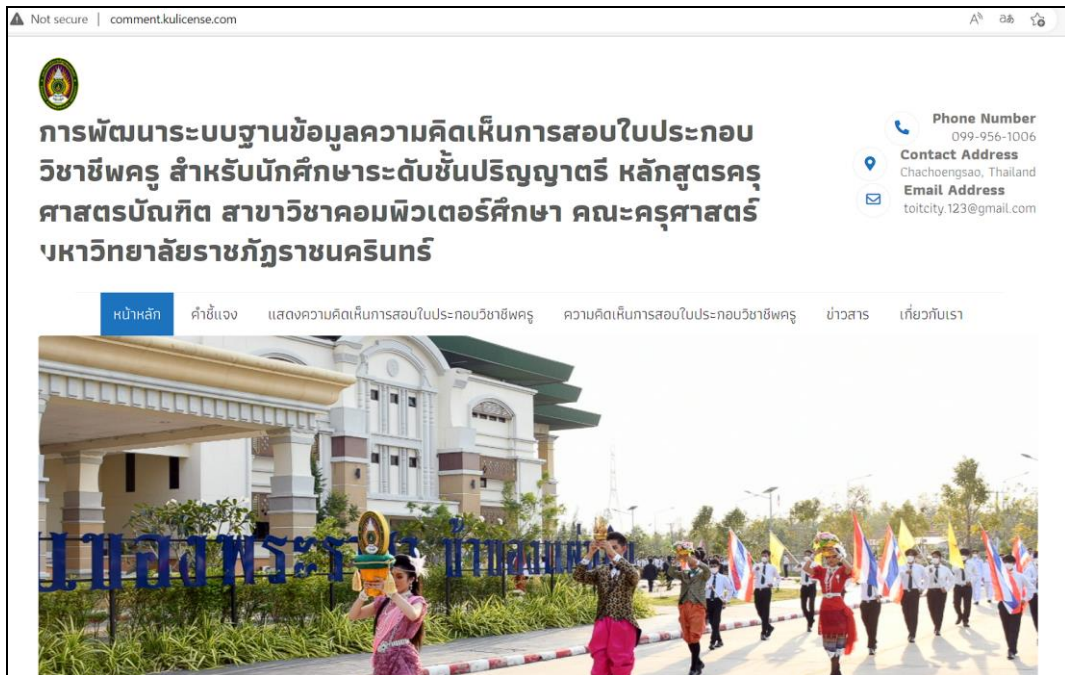 Not secure | comment.kulicense.com
การพัฒนาระบบฐานข้อมูลความคิดเห็นการสอบใบประกอบ
วิชาชีพครู สำหรับนักศึกษาระดับชั้นปริญญาตรี หลักสูตรครุ
ศาสตรบัณฑิต สาขาวิชาคอมพิวเตอร์ศึกษา คณะครุศาสตร์
มหาวิทยาลัยราชภัฏราชนครินทร์
Phone Number
099-956-1006
Contact Address
Chachoengsao, Thailand
Email Address
toitcity.123@gmail.com
หน้าหลัก คำชี้แจง แสดงความคิดเห็นการสอบใบประกอบวิชาชีพครู ความคิดเห็นการสอบใบประกอบวิชาชีพครู ข่าวสาร เกี่ยวกับเรา